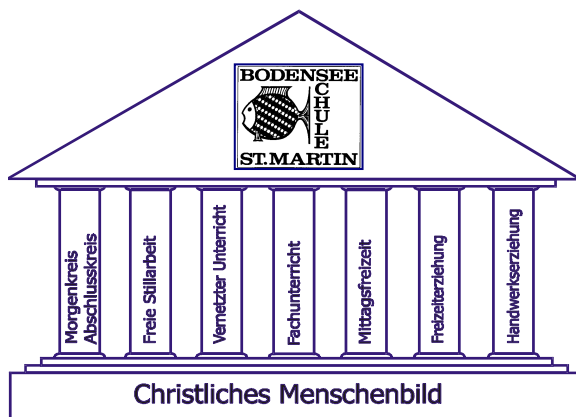 BODENSEE
SCHULE
ST.MARTIN
Morgenkreis
Abschlusskreis
Freie Stillarbeit
Vernetzter Unterricht
Fachunterricht
Mittagsfreizeit
Freizeiterziehung
Handwerkserziehung
Christliches Menschenbild